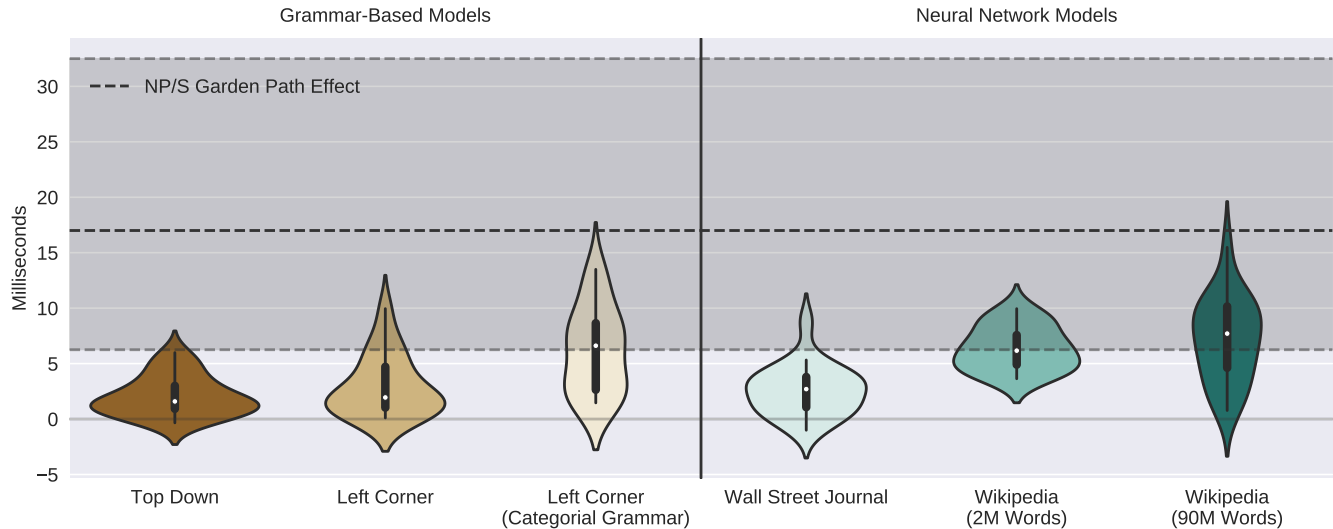 Grammar-Based Models
Neural Network Models
NP/S Garden Path Effect
Milliseconds
30
25
20
15
10
5
0
−5
Top Down
Left Corner
Left Corner
(Categorial Grammar)
Wall Street Journal
Wikipedia
(2M Words)
Wikipedia
(90M Words)